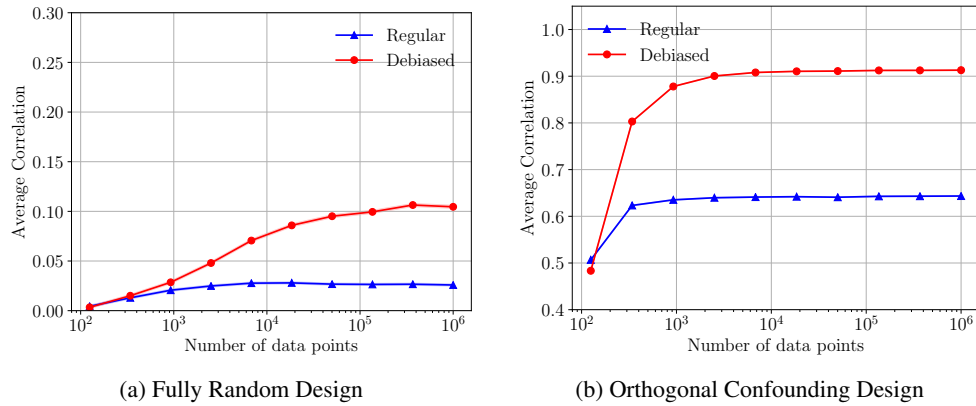 0.30
0.25
0.20
0.15
0.10
0.05
0.00
Average Correlation
Regular
Debiased
10²
10³
10⁴
10⁵
10⁶
Number of data points
(a) Fully Random Design
1.0
0.9
0.8
0.7
0.6
0.5
0.4
Average Correlation
Regular
Debiased
10²
10³
10⁴
10⁵
10⁶
Number of data points
(b) Orthogonal Confounding Design